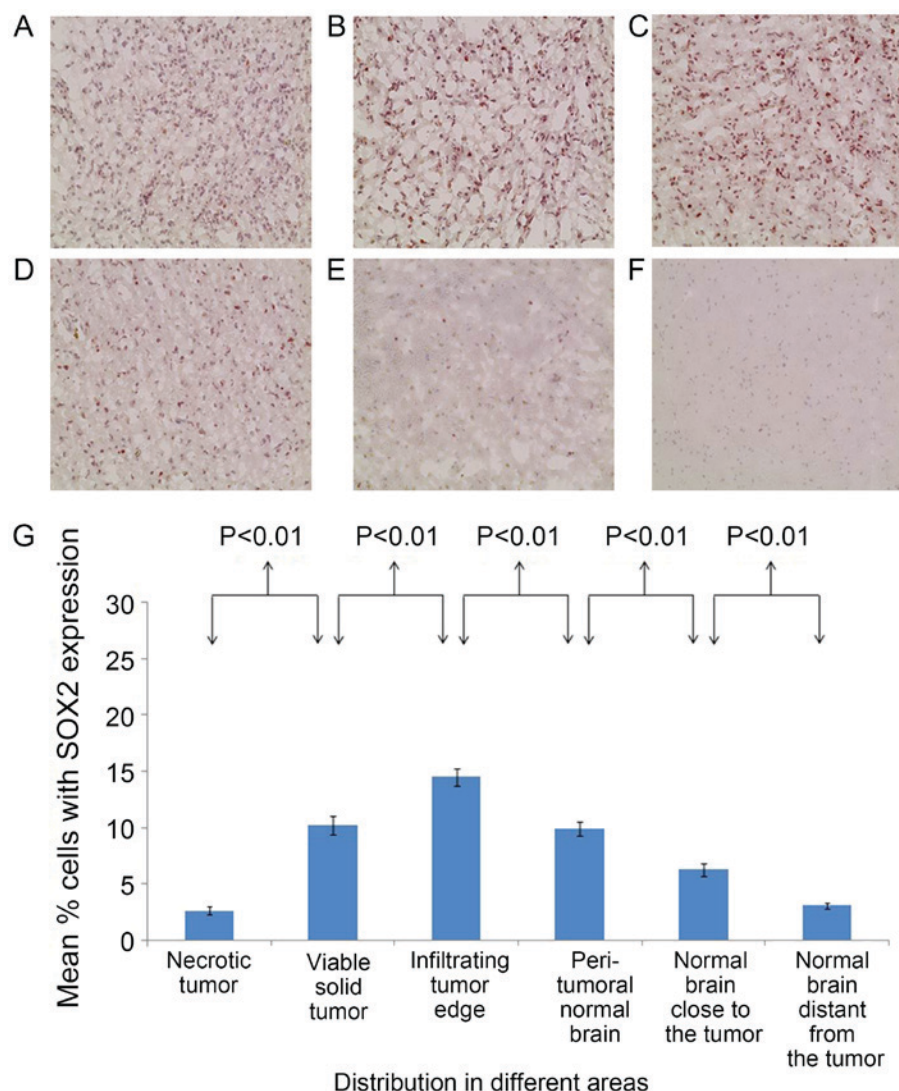 A
B
C
D
E
F
G
P<0.01
P<0.01
P<0.01
P<0.01
P<0.01
Mean % cells with SOX2 expression
30
25
20
15
10
5
0
Necrotic
tumor
Viable
solid
tumor
Infiltrating
tumor
edge
Peri-
tumoral
normal
brain
Normal
brain
close to
the tumor
Normal
brain
distant
from
the tumor
Distribution in different areas